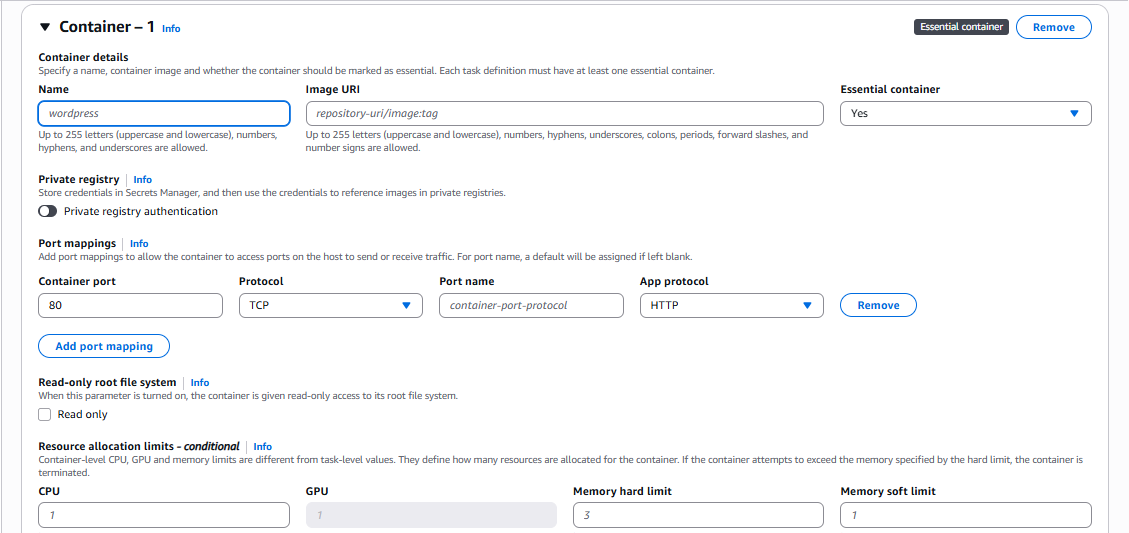 Container – 1 Info Essential container Remove
Container details
Specify a name, container image and whether the container should be marked as essential. Each task definition must have at least one essential container.
Name Image URI Essential container
wordpress repository-uri/image:tag Yes
Up to 255 letters (uppercase and lowercase), numbers, Up to 255 letters (uppercase and lowercase), numbers, hyphens, underscores, colons, periods, forward slashes, and
hyphens, and underscores are allowed. number signs are allowed.
Private registry Info
Store credentials in Secrets Manager, and then use the credentials to reference images in private registries.
Private registry authentication
Port mappings Info
Add port mappings to allow the container to access ports on the host to send or receive traffic. For port name, a default will be assigned if left blank.
Container port Protocol Port name App protocol
80 TCP container-port-protocol HTTP Remove
Add port mapping
Read-only root file system Info
When this parameter is turned on, the container is given read-only access to its root file system.
Read only
Resource allocation limits - conditional Info
Container-level CPU, GPU and memory limits are different from task-level values. They define how many resources are allocated for the container. If the container attempts to exceed the memory specified by the hard limit, the container is
terminated.
CPU GPU Memory hard limit Memory soft limit
1 1 3 1